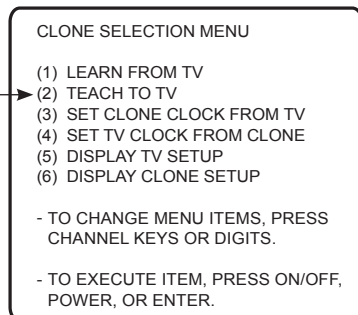 CLONE SELECTION MENU
(1) LEARN FROM TV
(2) TEACH TO TV
(3) SET CLONE CLOCK FROM TV
(4) SET TV CLOCK FROM CLONE
(5) DISPLAY TV SETUP
(6) DISPLAY CLONE SETUP
- TO CHANGE MENU ITEMS, PRESS
CHANNEL KEYS OR DIGITS.
- TO EXECUTE ITEM, PRESS ON/OFF,
POWER, OR ENTER.